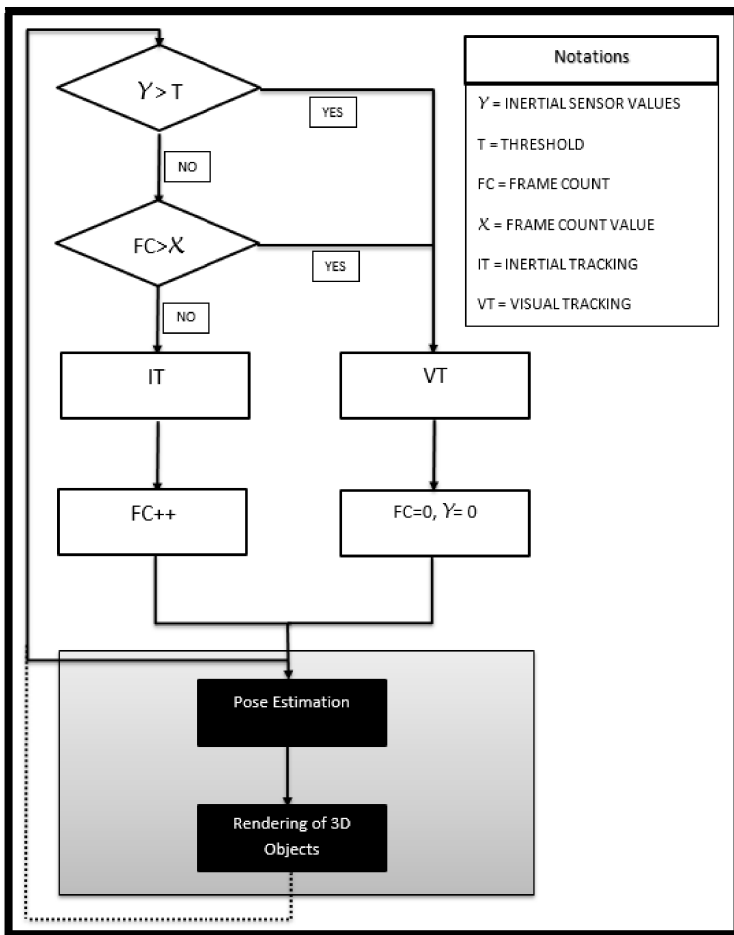 Y > T
YES
NO
FC>X
YES
NO
IT
VT
FC++
FC=0, Y= 0
Pose Estimation
Rendering of 3D
Objects
Notations
Y = INERTIAL SENSOR VALUES
T = THRESHOLD
FC = FRAME COUNT
X = FRAME COUNT VALUE
IT = INERTIAL TRACKING
VT = VISUAL TRACKING